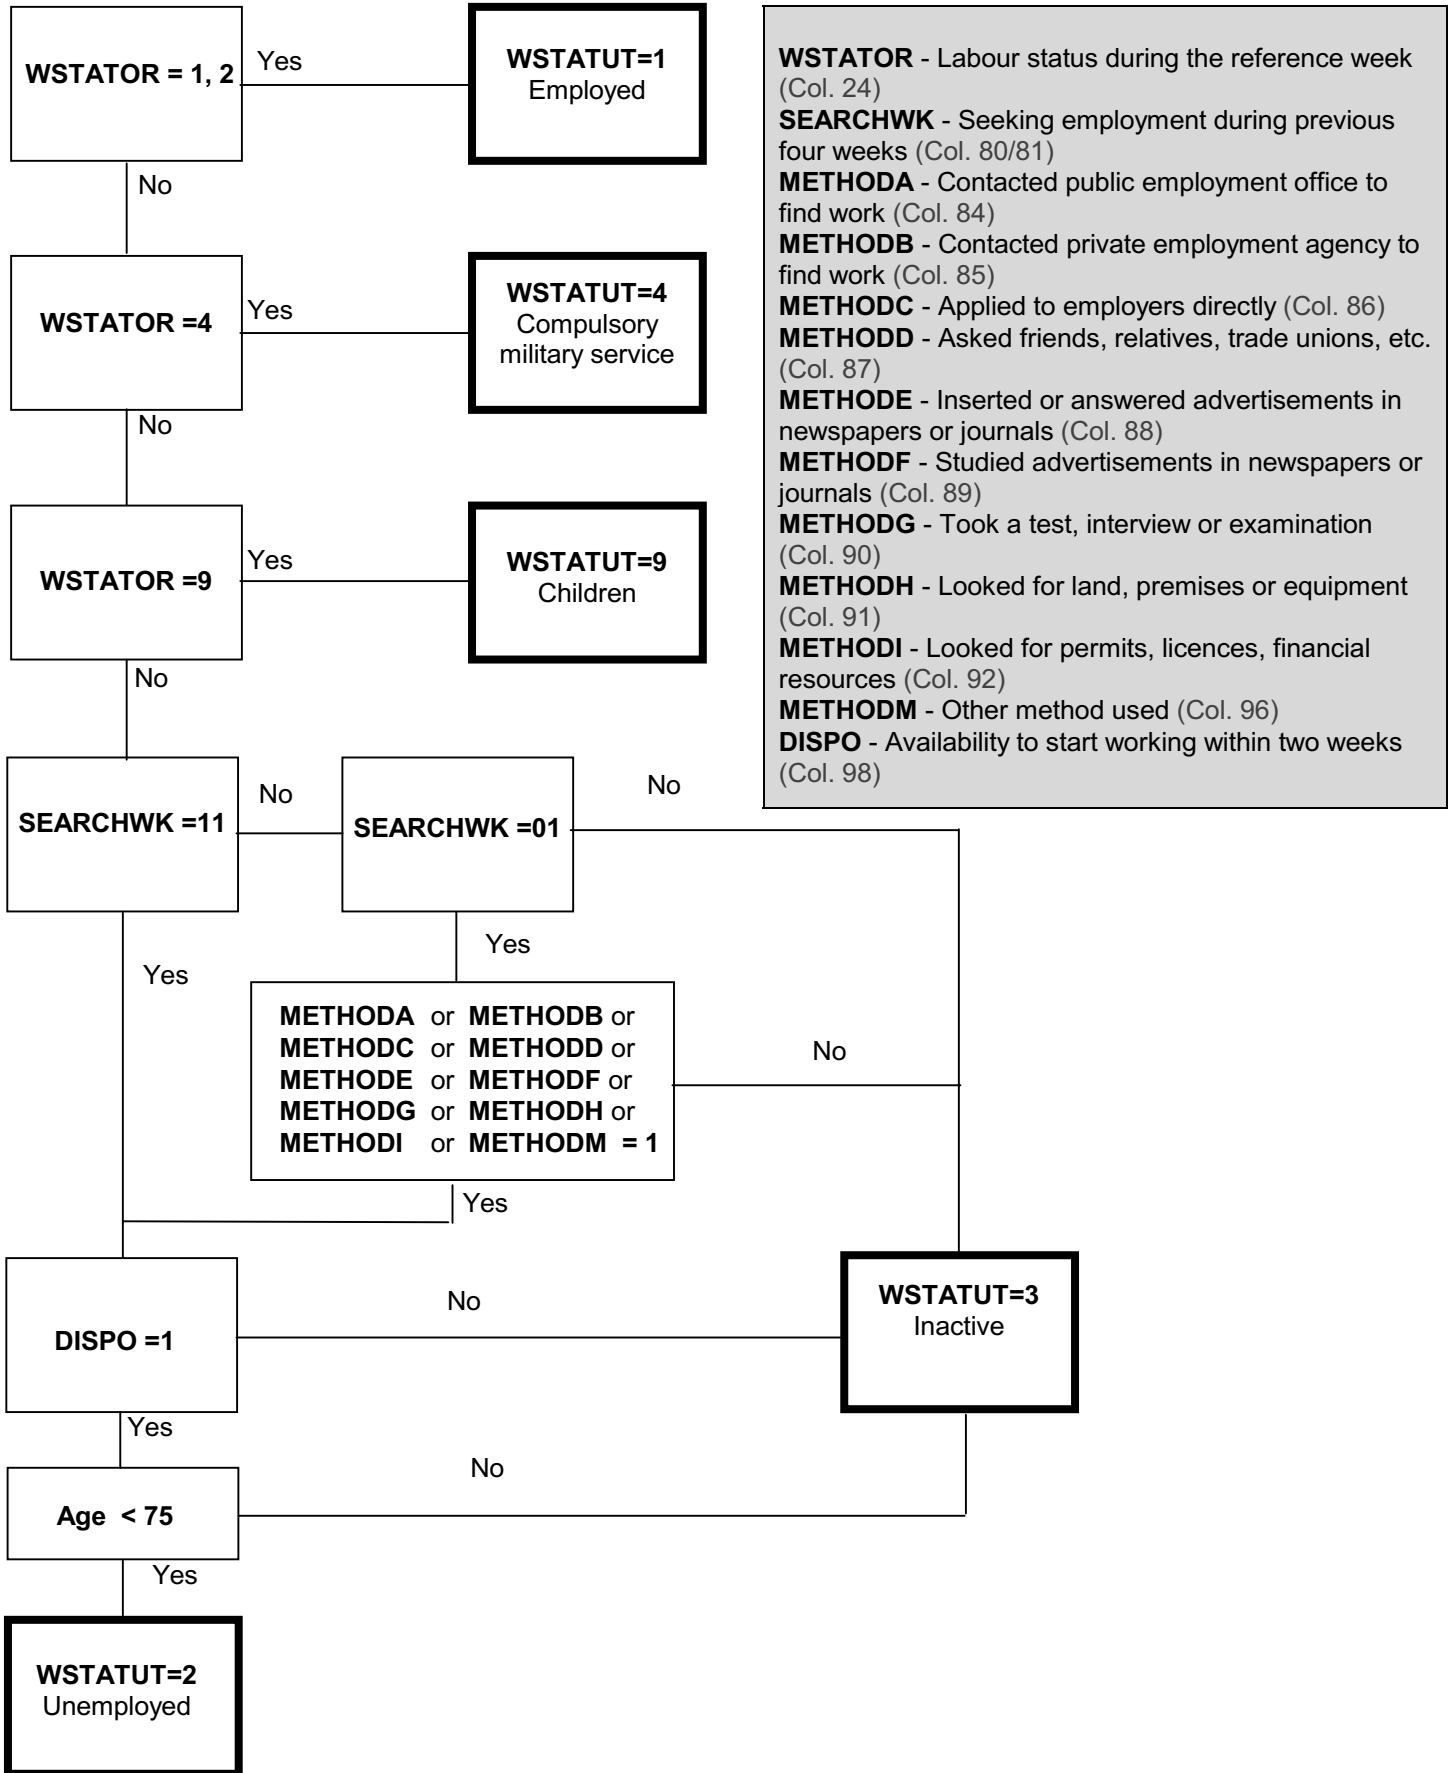 WSTATOR = 1, 2
Yes
WSTATUT=1
Employed
No
WSTATOR =4
Yes
WSTATUT=4
Compulsory
military service
No
WSTATOR =9
Yes
WSTATUT=9
Children
No
WSTATOR - Labour status during the reference week
(Col. 24)
SEARCHWK - Seeking employment during previous
four weeks (Col. 80/81)
METHODA - Contacted public employment office to
find work (Col. 84)
METHODB - Contacted private employment agency to
find work (Col. 85)
METHODC - Applied to employers directly (Col. 86)
METHODD - Asked friends, relatives, trade unions, etc.
(Col. 87)
METHODE - Inserted or answered advertisements in
newspapers or journals (Col. 88)
METHODF - Studied advertisements in newspapers or
journals (Col. 89)
METHODG - Took a test, interview or examination
(Col. 90)
METHODH - Looked for land, premises or equipment
(Col. 91)
METHODI - Looked for permits, licences, financial
resources (Col. 92)
METHODM - Other method used (Col. 96)
DISPO - Availability to start working within two weeks
(Col. 98)
SEARCHWK =11
No
SEARCHWK =01
No
Yes
Yes
METHODA or METHODB or
METHODC or METHODD or
METHODE or METHODF or
METHODG or METHODH or
METHODI or METHODM = 1
No
Yes
DISPO =1
No
WSTATUT=3
Inactive
Yes
Age < 75
No
Yes
WSTATUT=2
Unemployed